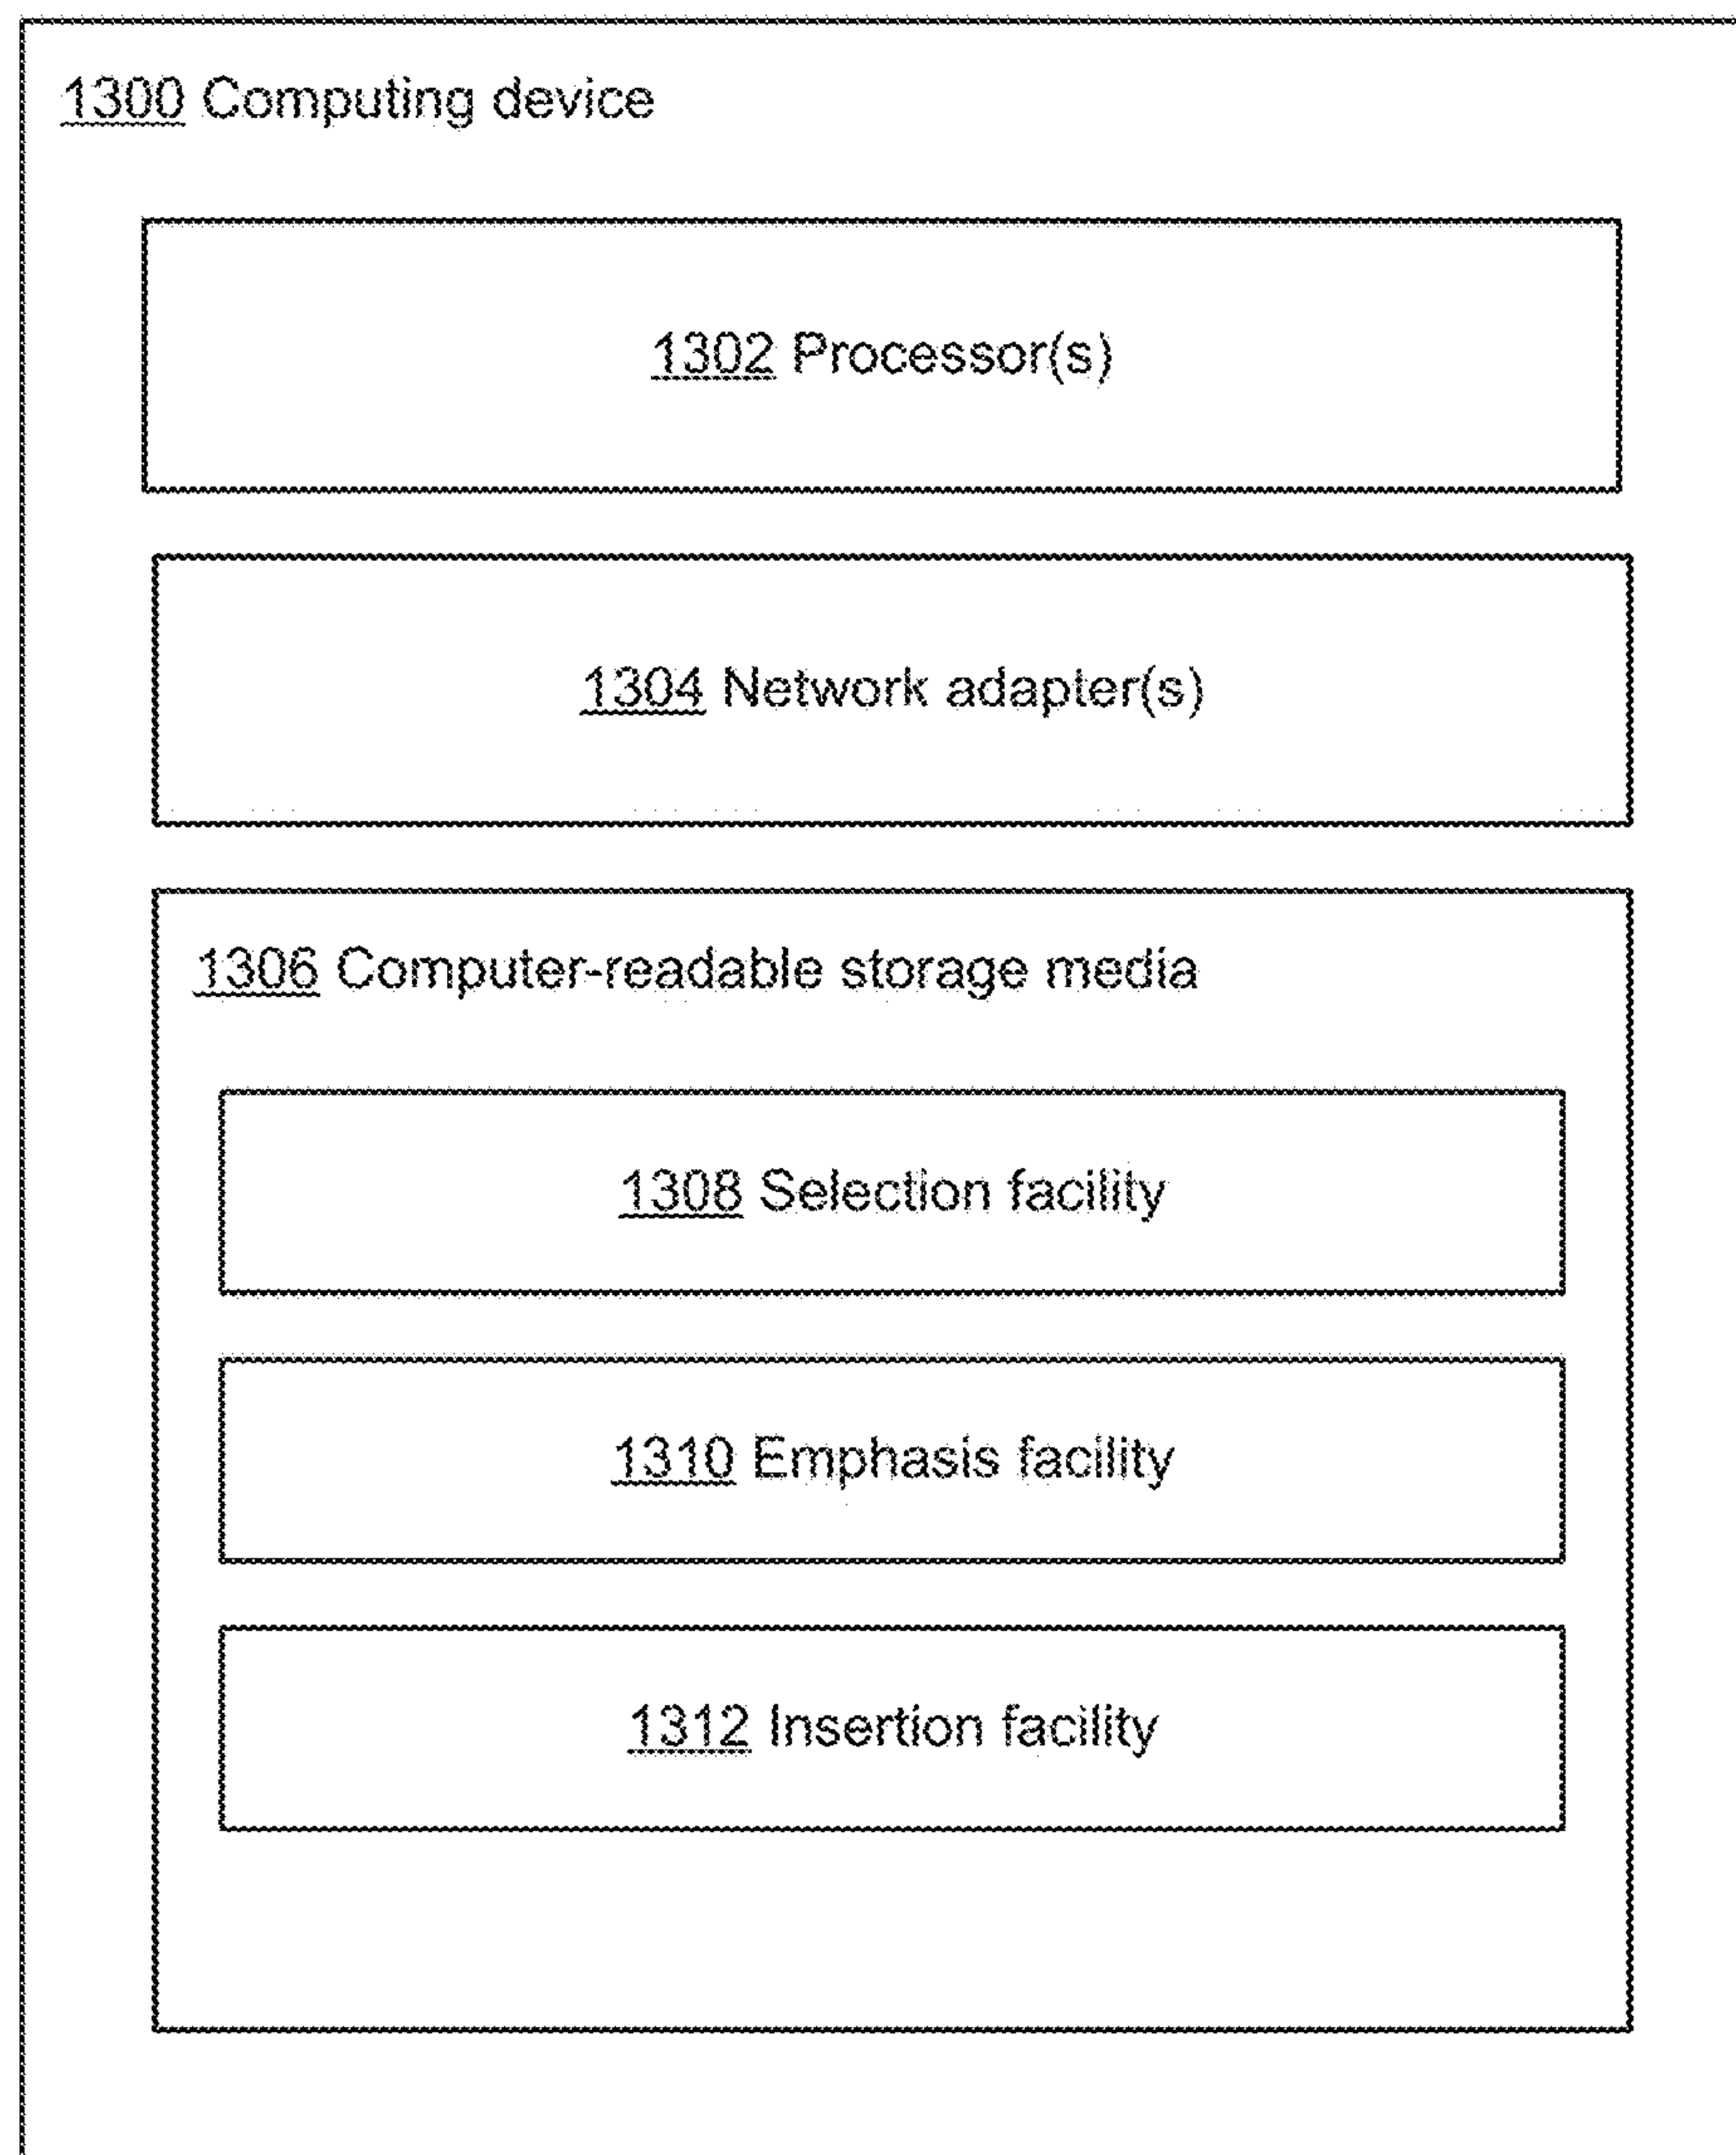 1300 Computing device
1302 Processor(s)
1304 Network adapter(s)
1306 Computer-readable storage media
1308 Selection facility
1310 Emphasis facility
1312 Insertion facility